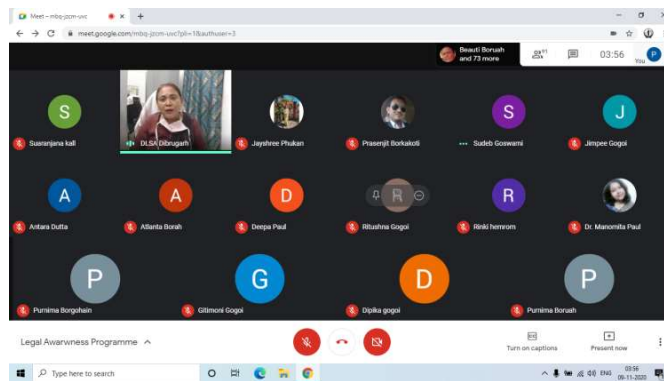 Meet – mbq-jzcm-uvc
meet.google.com/mbq-jzcm-uvc?pli=1&authuser=3
Beauti Boruah
and 73 more
03:56
You
P
S
Susranjana kall
DLSA Dibrugarh
Jayshree Phukan
Prasenjit Borkakoti
S
Sudeb Goswami
J
Jimpee Gogoi
A
Antara Dutta
A
Atlanta Borah
D
Deepa Paul
R
Ritushna Gogoi
R
Rinki hemrom
Dr. Manomita Paul
P
Purnima Borgohain
G
Gitimoni Gogoi
D
Dipika gogoi
P
Purnima Boruah
Legal Awarwness Programme
Turn on captions
Present now
Type here to search
ENG
03:56
09-11-2020